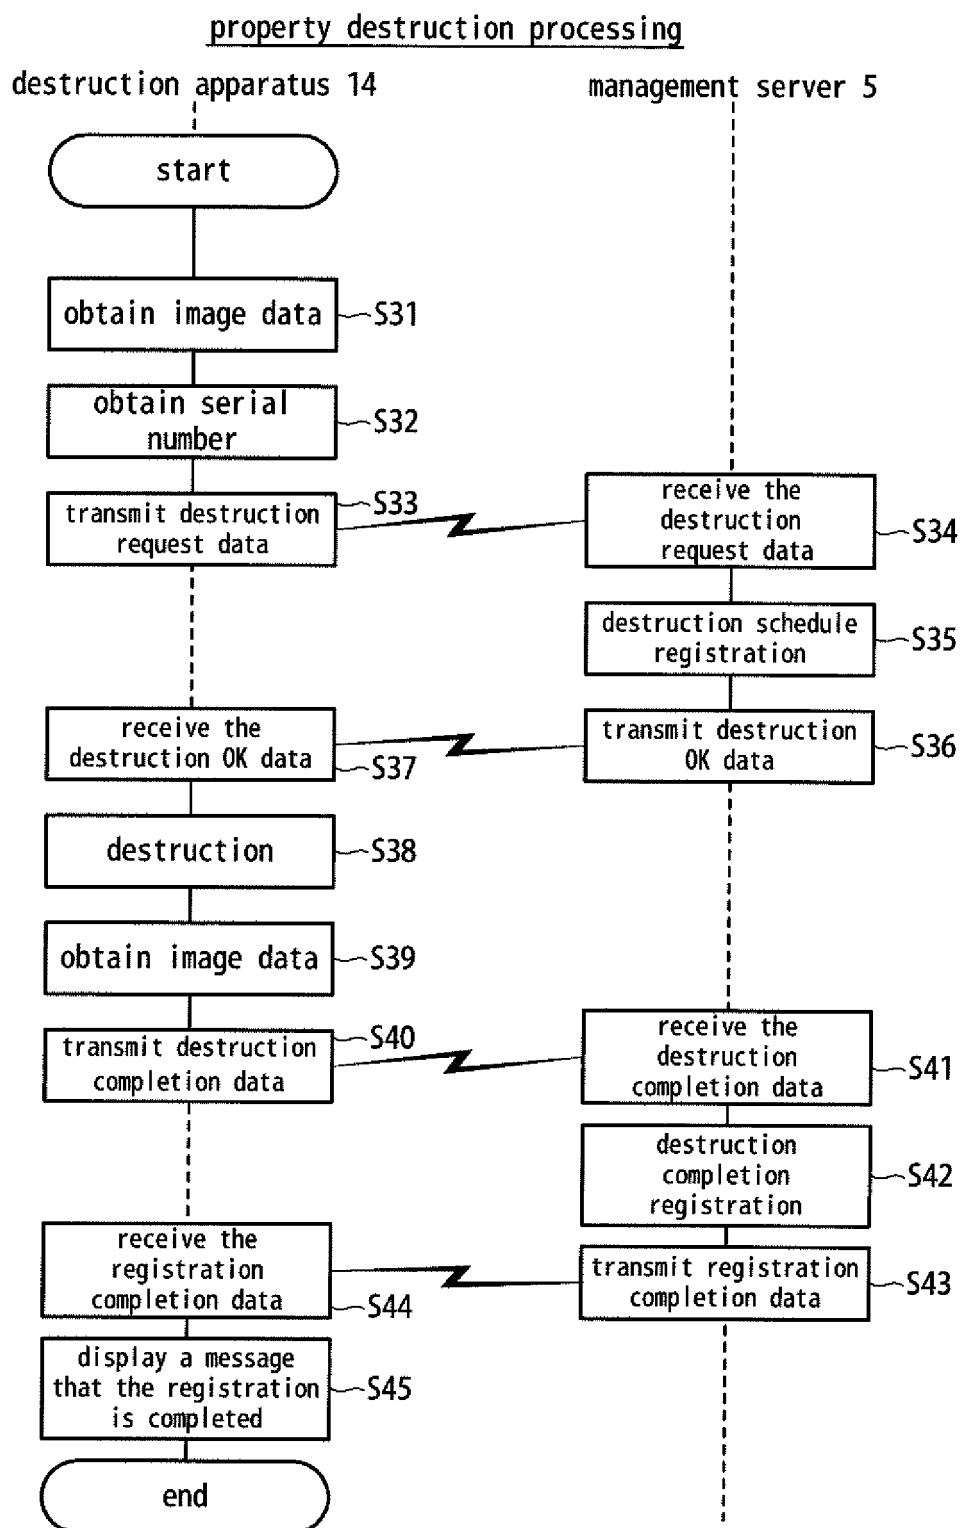 property destruction processing
destruction apparatus 14
management server 5
start
obtain image data
S31
obtain serial
number
S32
transmit destruction
request data
S33
receive the
destruction
request data
S34
destruction schedule
registration
S35
transmit destruction
OK data
S36
receive the
destruction OK data
S37
destruction
S38
obtain image data
S39
transmit destruction
completion data
S40
receive the
destruction
completion data
S41
destruction
completion
registration
S42
transmit registration
completion data
S43
receive the
registration
completion data
S44
display a message
that the registration
is completed
S45
end